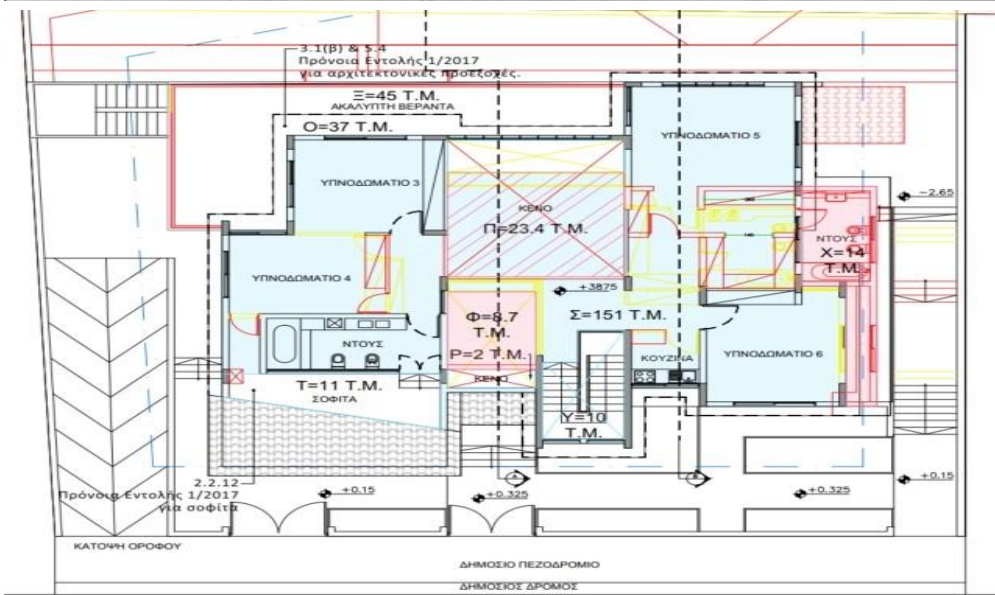 3.1(β) & 5.4
Πρόνοια Εντολής 1/2017
για αρχιτεκτονικές προεξοχές.
Ξ=45 Τ.Μ.
ΑΚΑΛΥΠΤΗ ΒΕΡΑΝΤΑ
Ο=37 Τ.Μ.
ΥΠΝΟΔΩΜΑΤΙΟ 5
ΥΠΝΟΔΩΜΑΤΙΟ 3
-2.65
ΚΕΝΟ
Π=23.4 Τ.Μ.
ΝΤΟΥΣ
Χ=14
Τ.Μ.
ΥΠΝΟΔΩΜΑΤΙΟ 4
+3875
Φ=8.7
Τ.Μ.
Σ=151 Τ.Μ.
ΝΤΟΥΣ
Ρ=2 Τ.Μ.
ΚΟΥΖΙΝΑ
ΥΠΝΟΔΩΜΑΤΙΟ 6
ΚΕΝΟ
Τ=11 Τ.Μ.
ΣΟΦΙΤΑ
Υ=10
Τ.Μ.
2.2.12
Πρόνοια Εντολής 1/2017
για σοφίτα
+0.15
+0.325
+0.325
+0.15
ΚΑΤΟΨΗ ΟΡΟΦΟΥ
ΔΗΜΟΣΙΟ ΠΕΖΟΔΡΟΜΙΟ
ΔΗΜΟΣΙΟΣ ΔΡΟΜΟΣ